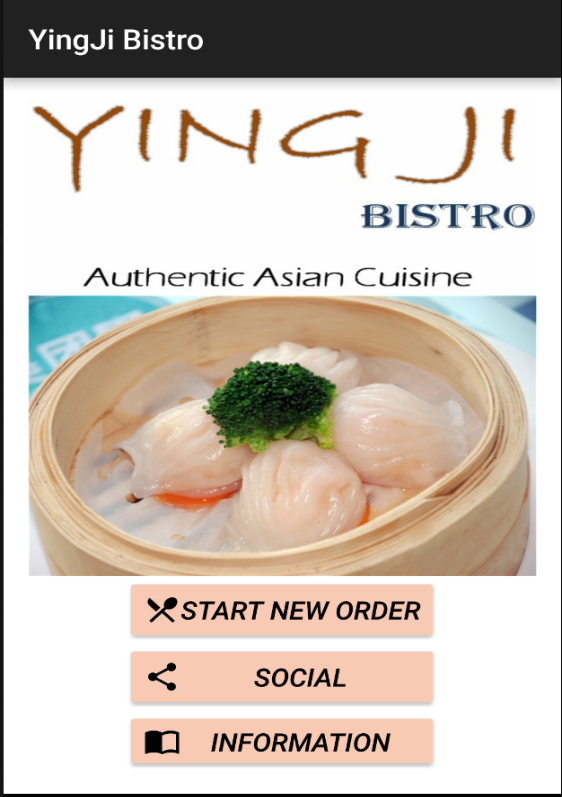 YingJi Bistro
YING JI
BISTRO
Authentic Asian Cuisine
START NEW ORDER
SOCIAL
INFORMATION